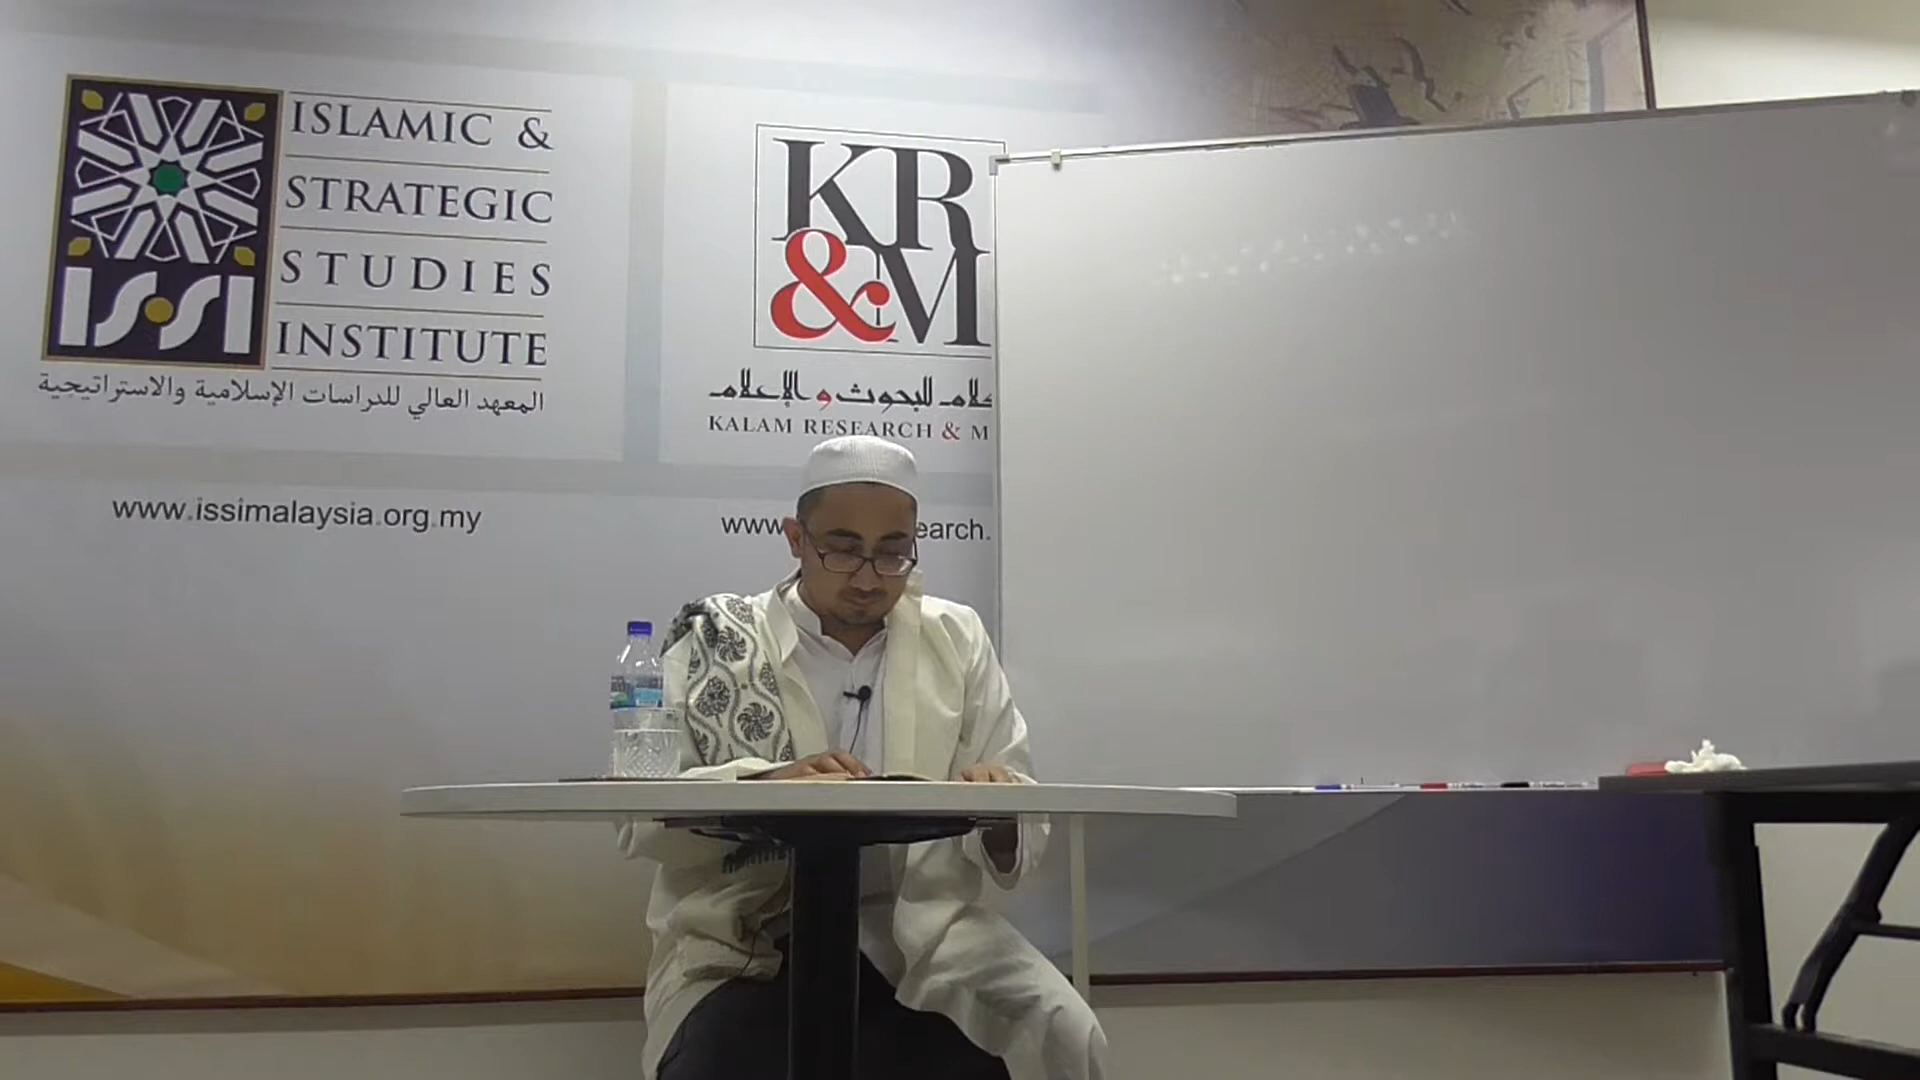 ISLAMIC &
STRATEGIC
STUDIES
INSTITUTE
ISSI
المعهد العالي للدراسات الإسلامية والاستراتيجية
www.issimalaysia.org.my
KR
&M
كلام للبحوث والإعلام
KALAM RESEARCH & M
www. earch.